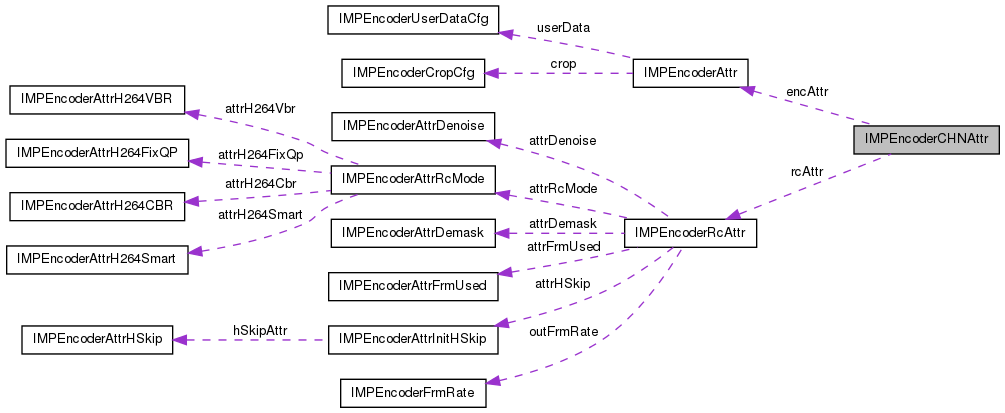 IMPEncoderUserDataCfg
userData
crop
IMPEncoderCropCfg
IMPEncoderAttr
encAttr
IMPEncoderAttrH264VBR
attrH264Vbr
IMPEncoderAttrDenoise
attrDenoise
IMPEncoderCHNAttr
IMPEncoderAttrH264FixQP
attrH264FixQp
rcAttr
attrH264Cbr
IMPEncoderAttrRcMode
attrRcMode
IMPEncoderAttrH264CBR
attrH264Smart
attrDemask
IMPEncoderAttrDemask
IMPEncoderRcAttr
attrFrmUsed
IMPEncoderAttrH264Smart
IMPEncoderAttrFrmUsed
attrHSkip
hSkipAttr
outFrmRate
IMPEncoderAttrHSkip
IMPEncoderAttrInitHSkip
IMPEncoderFrmRate